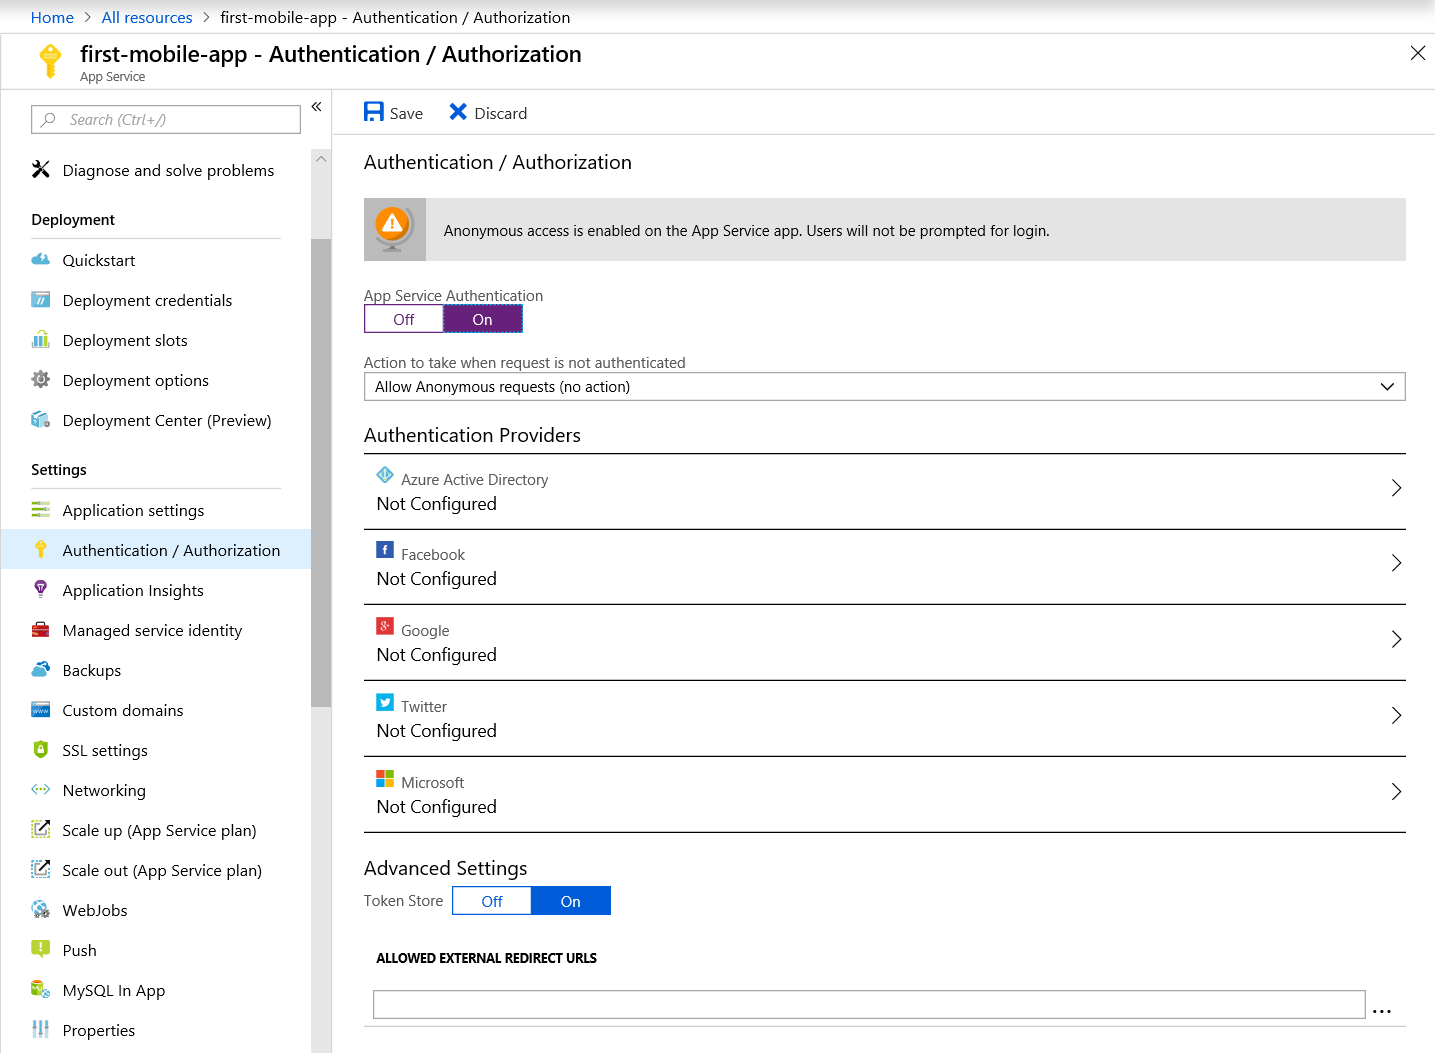 Home > All resources > first-mobile-app - Authentication / Authorization
first-mobile-app - Authentication / Authorization
App Service
Search (Ctrl+/)
Diagnose and solve problems
Deployment
Quickstart
Deployment credentials
Deployment slots
Deployment options
Deployment Center (Preview)
Settings
Application settings
Authentication / Authorization
Application Insights
Managed service identity
Backups
Custom domains
SSL settings
Networking
Scale up (App Service plan)
Scale out (App Service plan)
WebJobs
Push
MySQL In App
Properties
Save Discard
Authentication / Authorization
Anonymous access is enabled on the App Service app. Users will not be prompted for login.
App Service Authentication
Off On
Action to take when request is not authenticated
Allow Anonymous requests (no action)
Authentication Providers
Azure Active Directory
Not Configured
Facebook
Not Configured
Google
Not Configured
Twitter
Not Configured
Microsoft
Not Configured
Advanced Settings
Token Store Off On
ALLOWED EXTERNAL REDIRECT URLS
...